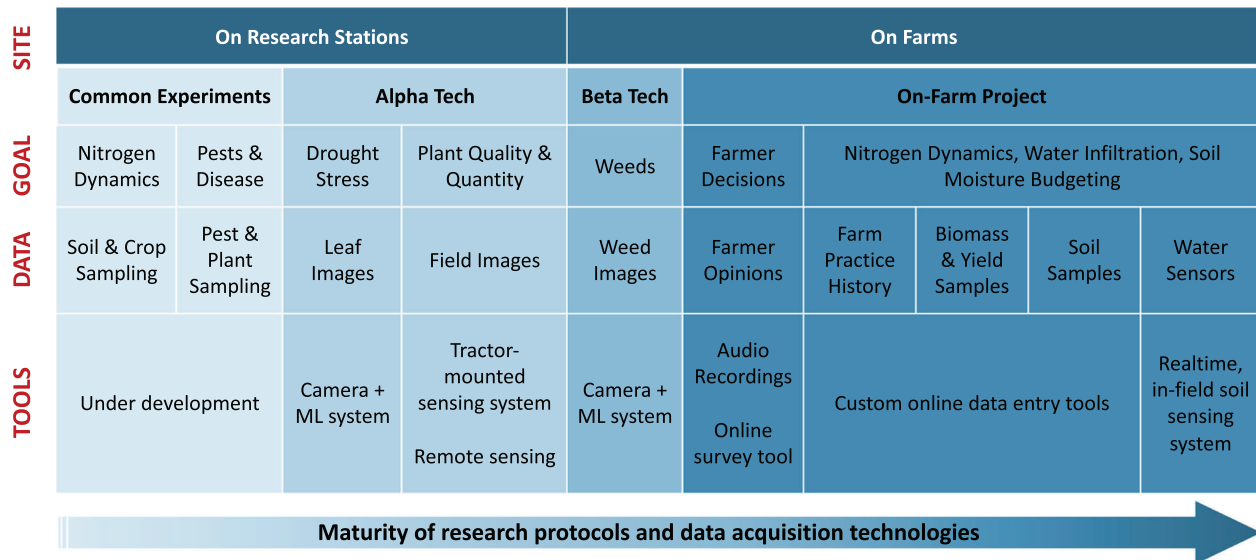 SITE
On Research Stations
On Farms
Common Experiments
Alpha Tech
Beta Tech
On-Farm Project
GOAL
Nitrogen
Dynamics
Pests &
Disease
Drought
Stress
Plant Quality &
Quantity
Weeds
Farmer
Decisions
Nitrogen Dynamics, Water Infiltration, Soil
Moisture Budgeting
DATA
Soil & Crop
Sampling
Pest &
Plant
Sampling
Leaf
Images
Field Images
Weed
Images
Farmer
Opinions
Farm
Practice
History
Biomass
& Yield
Samples
Soil
Samples
Water
Sensors
TOOLS
Under development
Camera +
ML system
Tractor-
mounted
sensing system
Remote sensing
Camera +
ML system
Audio
Recordings
Online
survey tool
Custom online data entry tools
Realtime,
in-field soil
sensing
system
Maturity of research protocols and data acquisition technologies